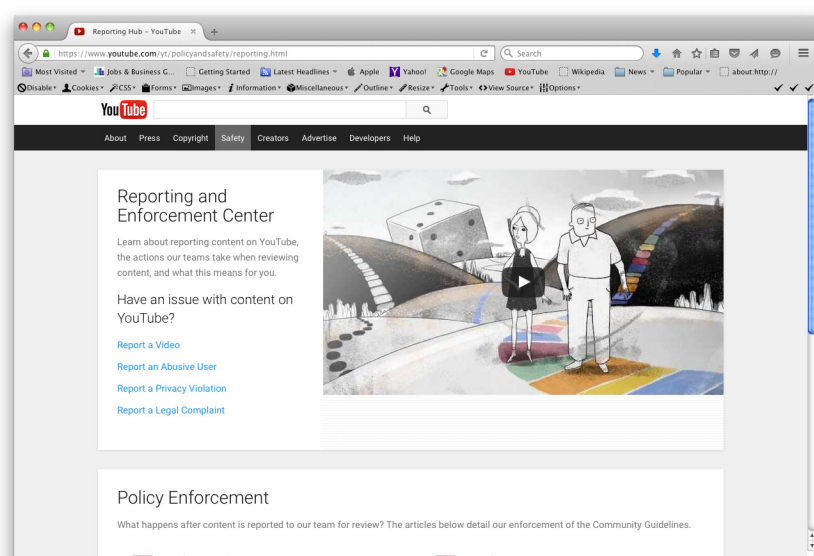 Reporting Hub – YouTube
https://www.youtube.com/yt/policyandsafety/reporting.html
Search
Most Visited Jobs & Business G... Getting Started Latest Headlines Apple Yahoo! Google Maps YouTube Wikipedia News Popular about:http://
Disable Cookies CSS Forms Images Information Miscellaneous Outline Resize Tools View Source Options
YouTube
About Press Copyright Safety Creators Advertise Developers Help
Reporting and
Enforcement Center
Learn about reporting content on YouTube,
the actions our teams take when reviewing
content, and what this means for you.
Have an issue with content on
YouTube?
Report a Video
Report an Abusive User
Report a Privacy Violation
Report a Legal Complaint
Policy Enforcement
What happens after content is reported to our team for review? The articles below detail our enforcement of the Community Guidelines.